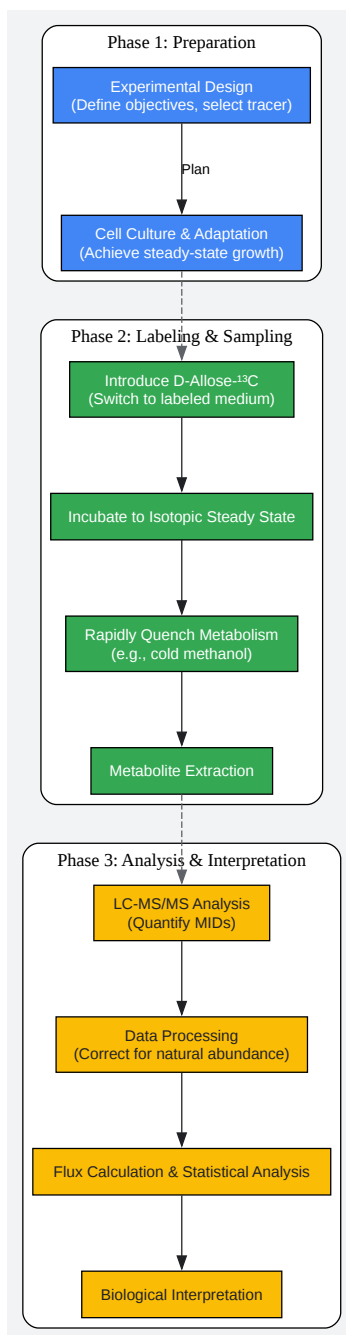 Phase 1: Preparation
Experimental Design
(Define objectives, select tracer)
Plan
Cell Culture & Adaptation
(Achieve steady-state growth)
Phase 2: Labeling & Sampling
Introduce D-Allose-¹³C
(Switch to labeled medium)
Incubate to Isotopic Steady State
Rapidly Quench Metabolism
(e.g., cold methanol)
Metabolite Extraction
Phase 3: Analysis & Interpretation
LC-MS/MS Analysis
(Quantify MIDs)
Data Processing
(Correct for natural abundance)
Flux Calculation & Statistical Analysis
Biological Interpretation